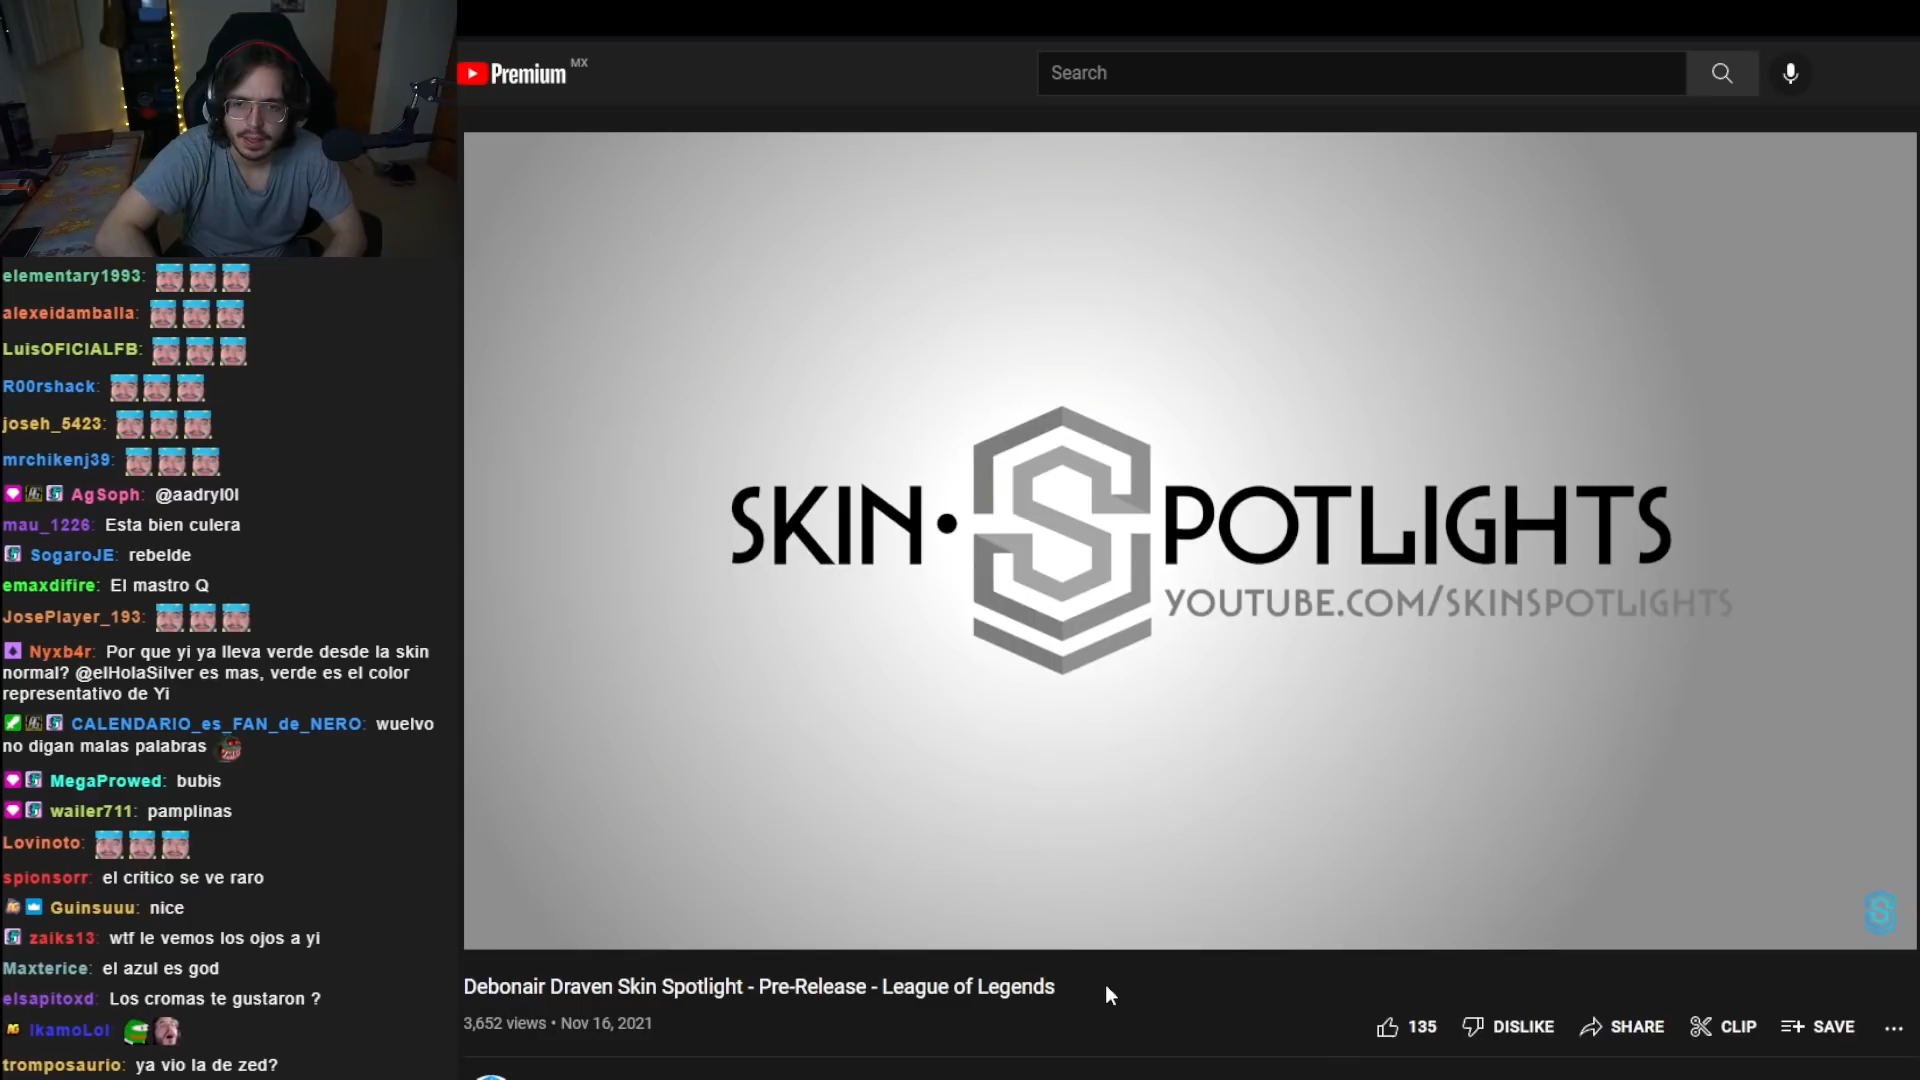 Premium MX
Search
elementary1993:
alexeidamballa:
LuisOFICIALFB:
R00rshack:
joseh_5423:
mrchikenj39:
AgSoph: @aadryl0l
mau_1226: Esta bien culera
SogaroJE: rebelde
emaxdifire: El mastro Q
JosePlayer_193:
Nyxb4r: Por que yi ya lleva verde desde la skin
normal? @elHolaSilver es mas, verde es el color
representativo de Yi
CALENDARIO_es_FAN_de_NERO: wuelvo
no digan malas palabras
MegaProwed: bubis
wailer711: pamplinas
Lovinoto:
spionsorr: el critico se ve raro
Guinsuuu: nice
zaiks13: wtf le vemos los ojos a yi
Maxterice: el azul es god
elsapitoxd: Los cromas te gustaron ?
IkamoLol:
tromposaurio: ya vio la de zed?
SKIN•SPOTLIGHTS
YOUTUBE.COM/SKINSPOTLIGHTS
Debonair Draven Skin Spotlight - Pre-Release - League of Legends
3,652 views • Nov 16, 2021
135 DISLIKE SHARE CLIP SAVE ...